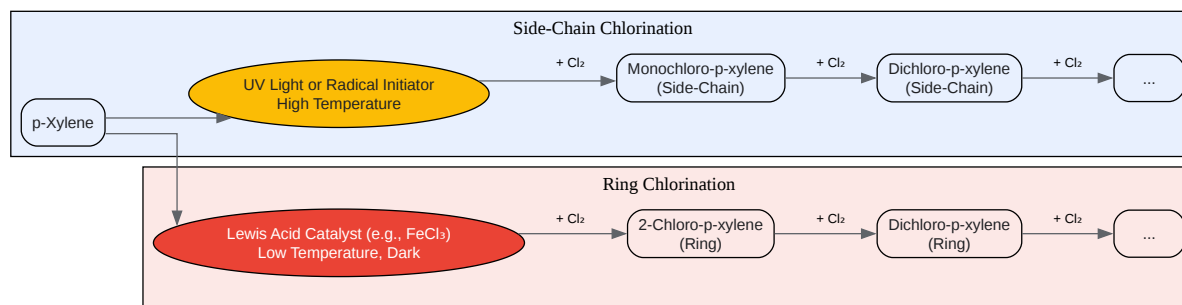 Side-Chain Chlorination
p-Xylene
UV Light or Radical Initiator
High Temperature
+ Cl₂
Monochloro-p-xylene
(Side-Chain)
+ Cl₂
Dichloro-p-xylene
(Side-Chain)
+ Cl₂
...
Ring Chlorination
Lewis Acid Catalyst (e.g., FeCl₃)
Low Temperature, Dark
+ Cl₂
2-Chloro-p-xylene
(Ring)
+ Cl₂
Dichloro-p-xylene
(Ring)
+ Cl₂
...